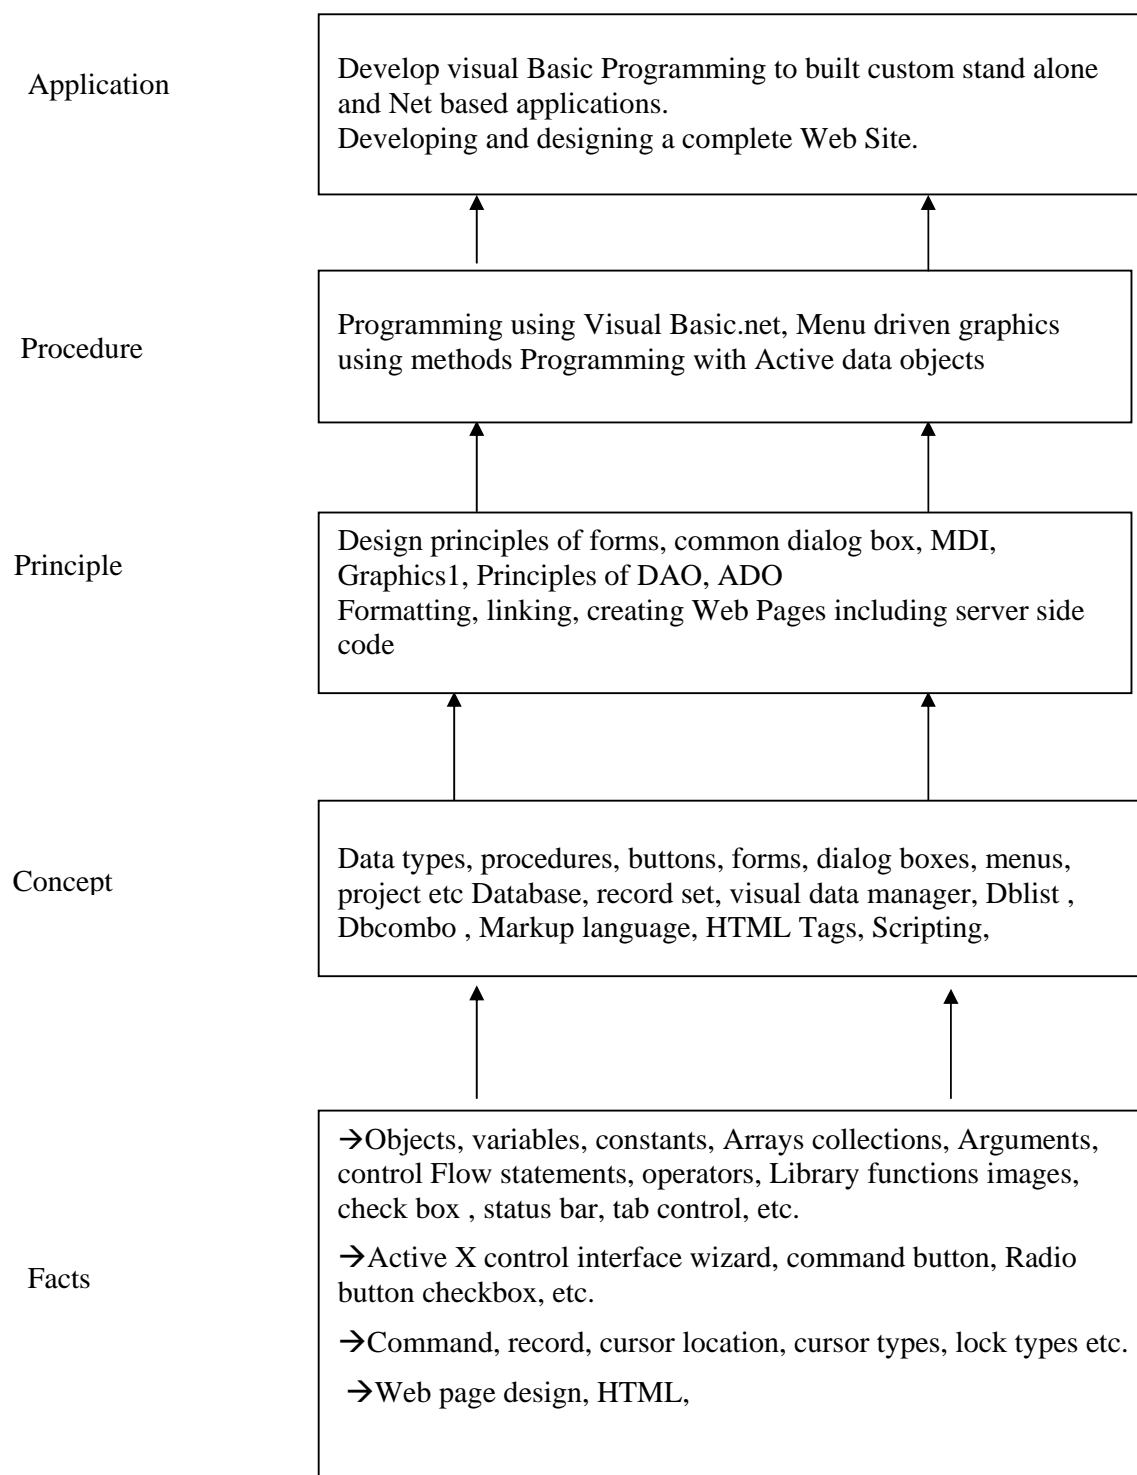 Application
Develop visual Basic Programming to built custom stand alone
and Net based applications.
Developing and designing a complete Web Site.
Procedure
Programming using Visual Basic.net, Menu driven graphics
using methods Programming with Active data objects
Principle
Design principles of forms, common dialog box, MDI,
Graphics1, Principles of DAO, ADO
Formatting, linking, creating Web Pages including server side
code
Concept
Data types, procedures, buttons, forms, dialog boxes, menus,
project etc Database, record set, visual data manager, Dblist ,
Dbcombo , Markup language, HTML Tags, Scripting,
Facts
→Objects, variables, constants, Arrays collections, Arguments,
control Flow statements, operators, Library functions images,
check box , status bar, tab control, etc.
→Active X control interface wizard, command button, Radio
button checkbox, etc.
→Command, record, cursor location, cursor types, lock types etc.
→Web page design, HTML,